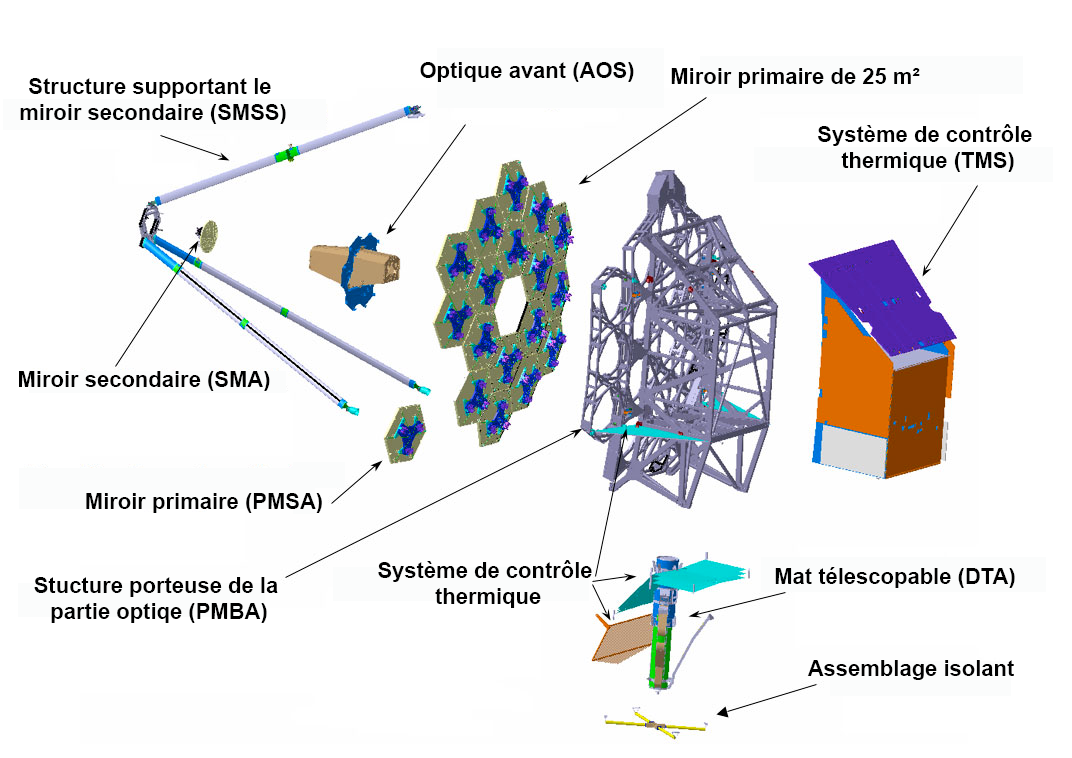 Optique avant (AOS)
Miroir primaire de 25 m²
Structure supportant le
miroir secondaire (SMSS)
Système de contrôle
thermique (TMS)
Miroir secondaire (SMA)
Miroir primaire (PMSA)
Stucture porteuse de la
partie optiqe (PMBA)
Système de contrôle
thermique
Mat télescopable (DTA)
Assemblage isolant